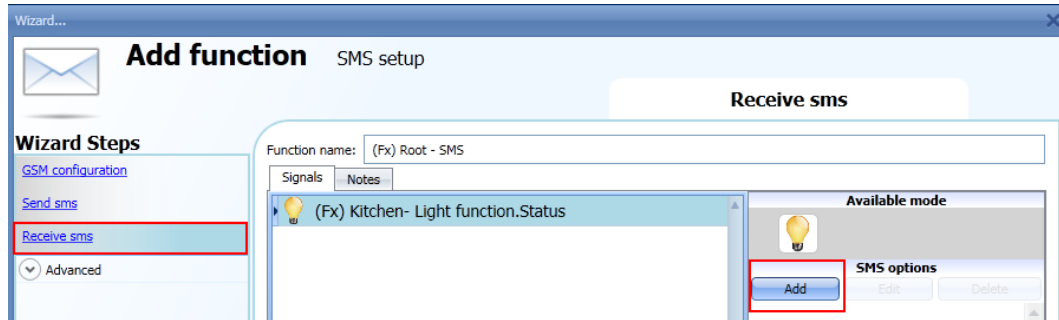 Wizard...
Add function SMS setup
Receive sms
Wizard Steps
GSM configuration
Send sms
Receive sms
Advanced
Function name: (Fx) Root - SMS
Signals Notes
(Fx) Kitchen- Light function.Status
Available mode
SMS options
Add Edit Delete